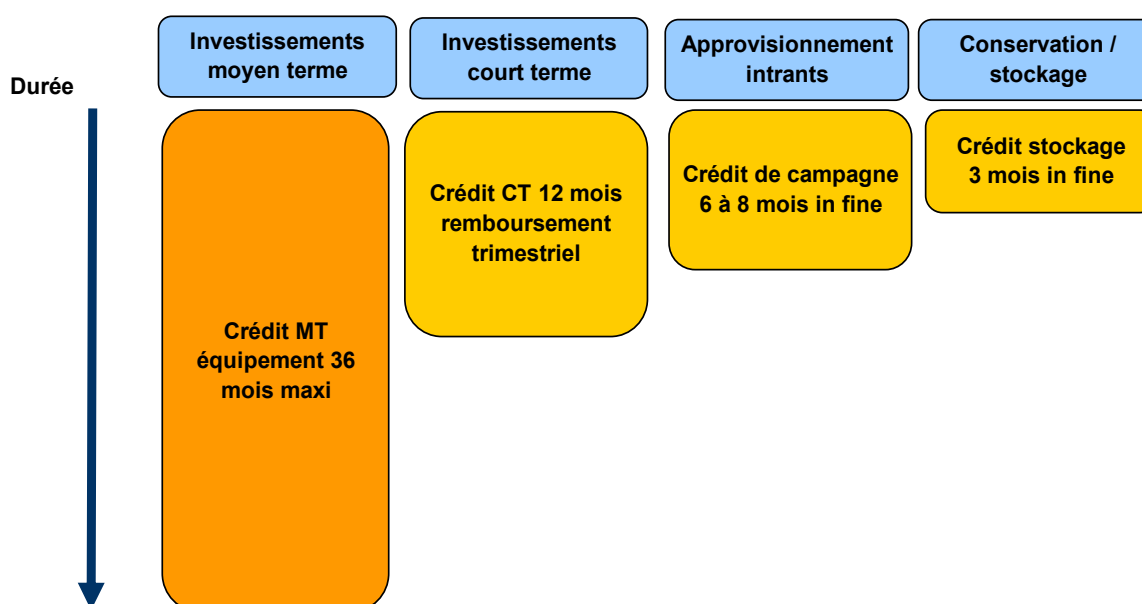 Investissements
moyen terme
Investissements
court terme
Approvisionnement
intrants
Conservation /
stockage
Durée
Crédit MT
équipement 36
mois maxi
Crédit CT 12 mois
remboursement
trimestriel
Crédit de campagne
6 à 8 mois in fine
Crédit stockage
3 mois in fine